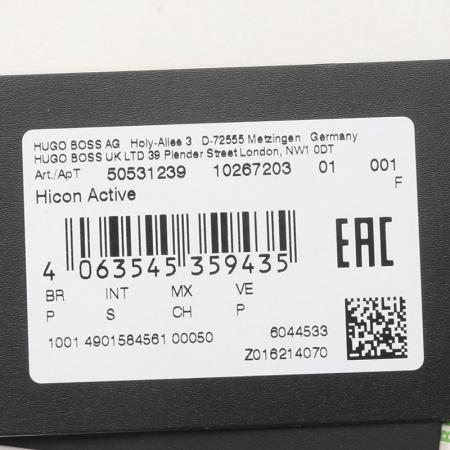 HUGO BOSS AG Holy-Allee 3 D-72555 Metzingen Germany
HUGO BOSS UK LTD 39 Plender Street London, NW1 0DT
Art./АрТ 50531239 10267203 01 001
F
Hicon Active
EAC
4 063545 359435
BR INT MX VE
P S CH P
1001 4901584561 00050 6044533
Z016214070